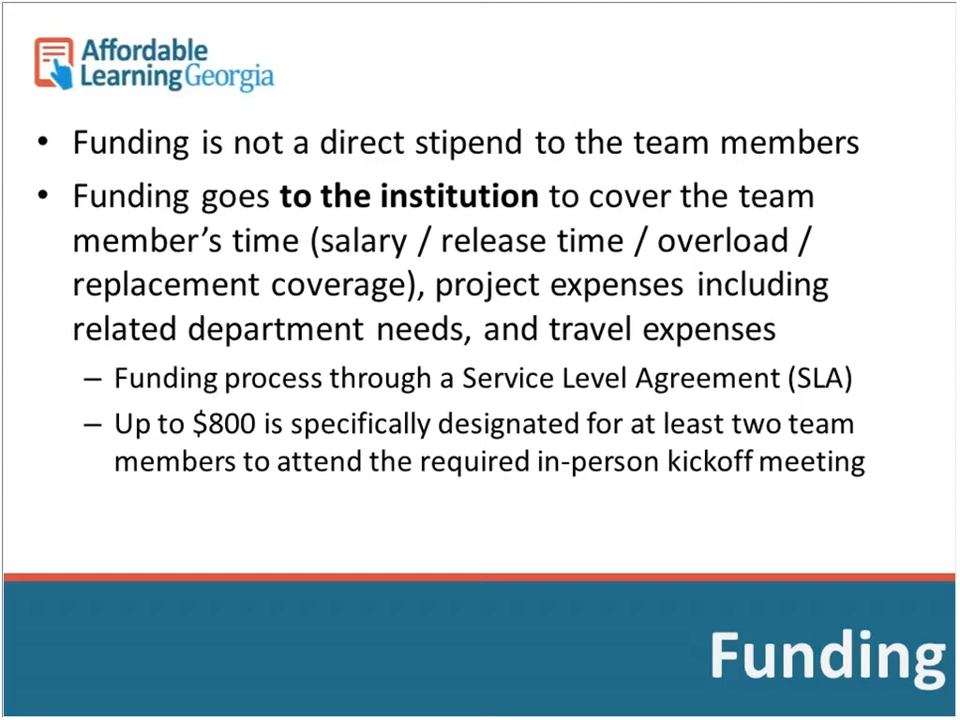 Affordable
LearningGeorgia
• Funding is not a direct stipend to the team members
• Funding goes to the institution to cover the team
member’s time (salary / release time / overload /
replacement coverage), project expenses including
related department needs, and travel expenses
– Funding process through a Service Level Agreement (SLA)
– Up to $800 is specifically designated for at least two team
members to attend the required in-person kickoff meeting
Funding